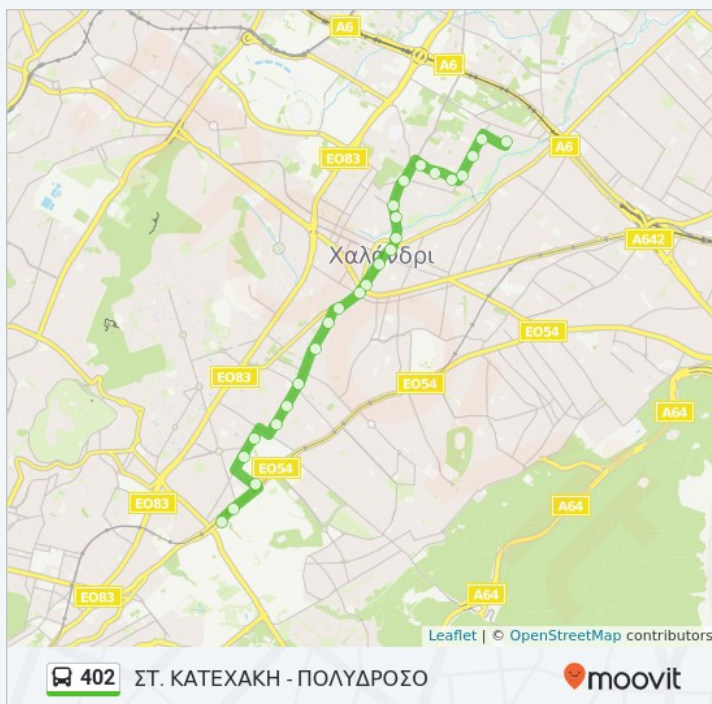 A6
A6
EO83
A6
A642
Χαλάνδρι
EO54
EO83
EO54
A64
EO54
EO83
A64
EO83
A64
Leaflet | © OpenStreetMap contributors
402 ΣΤ. ΚΑΤΕΧΑΚΗ - ΠΟΛΥΔΡΟΣΟ
moovit